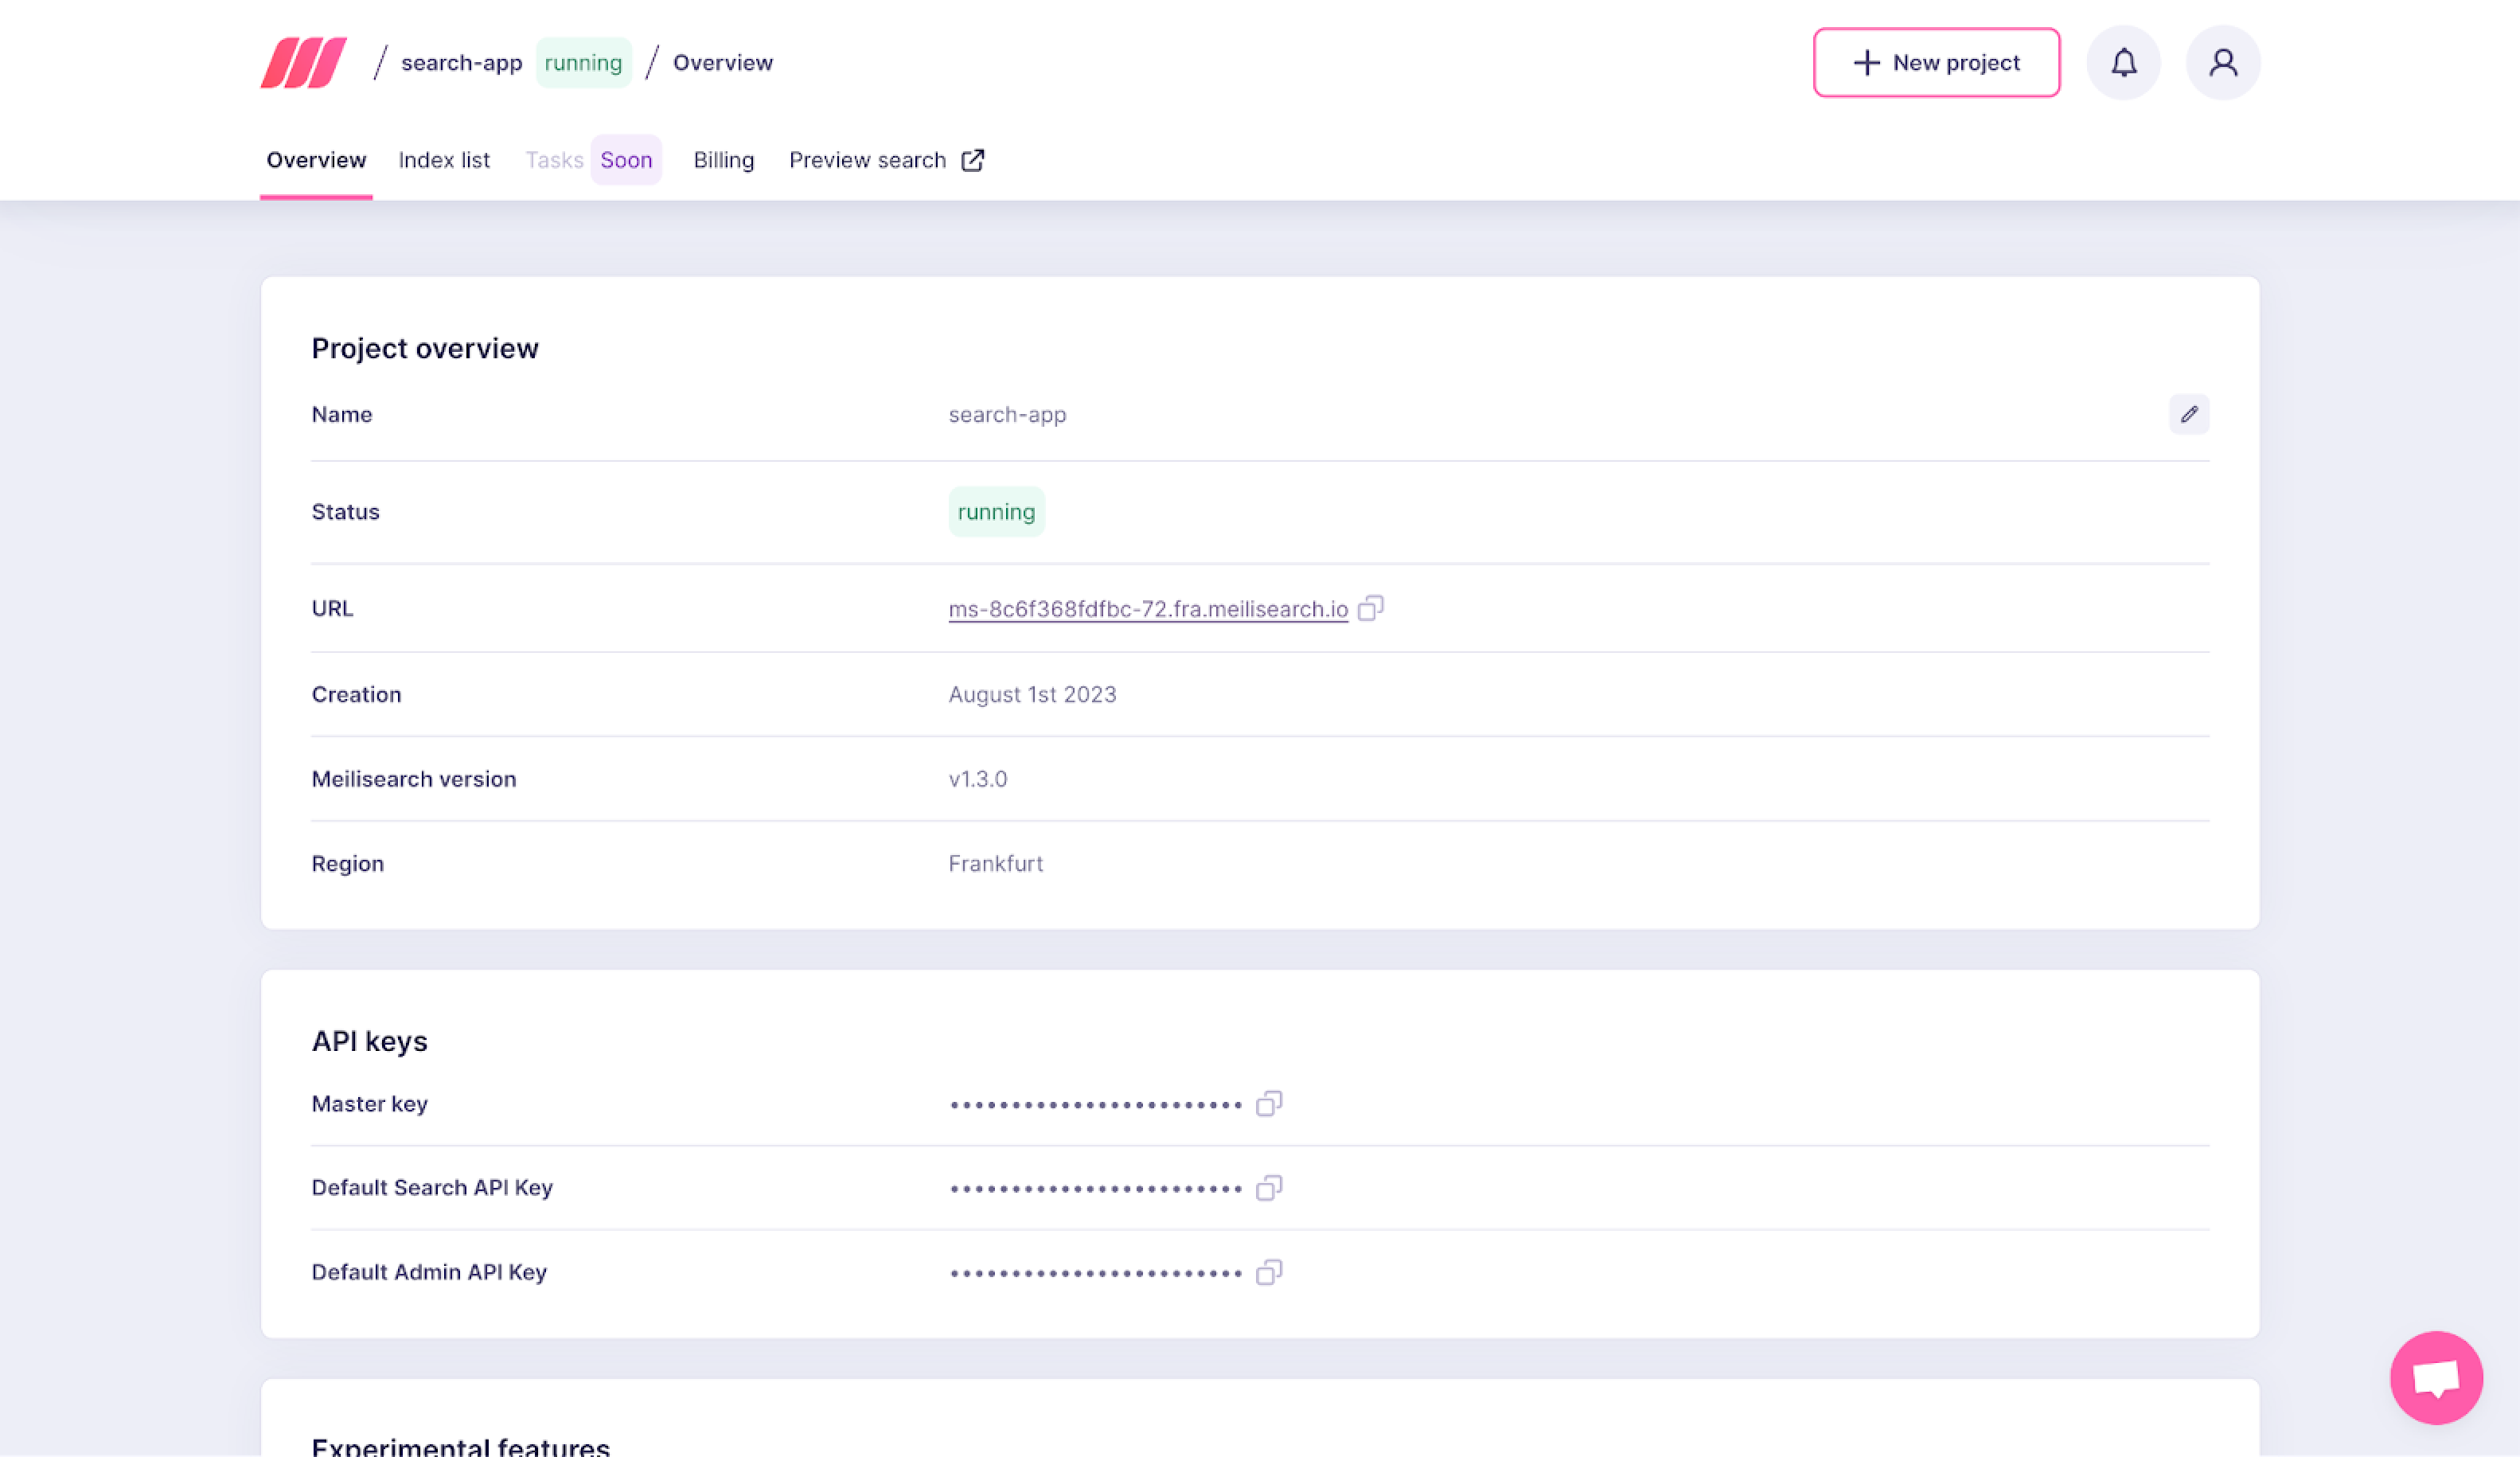 / search-app running / Overview
New project
Overview Index list Tasks Soon Billing Preview search
Project overview
Name search-app
Status running
URL ms-8c6f368fdfbc-72.fra.meilisearch.io
Creation August 1st 2023
Meilisearch version v1.3.0
Region Frankfurt
API keys
Master key ••••••••••••••••••••••••
Default Search API Key ••••••••••••••••••••••••
Default Admin API Key ••••••••••••••••••••••••
Experimental features